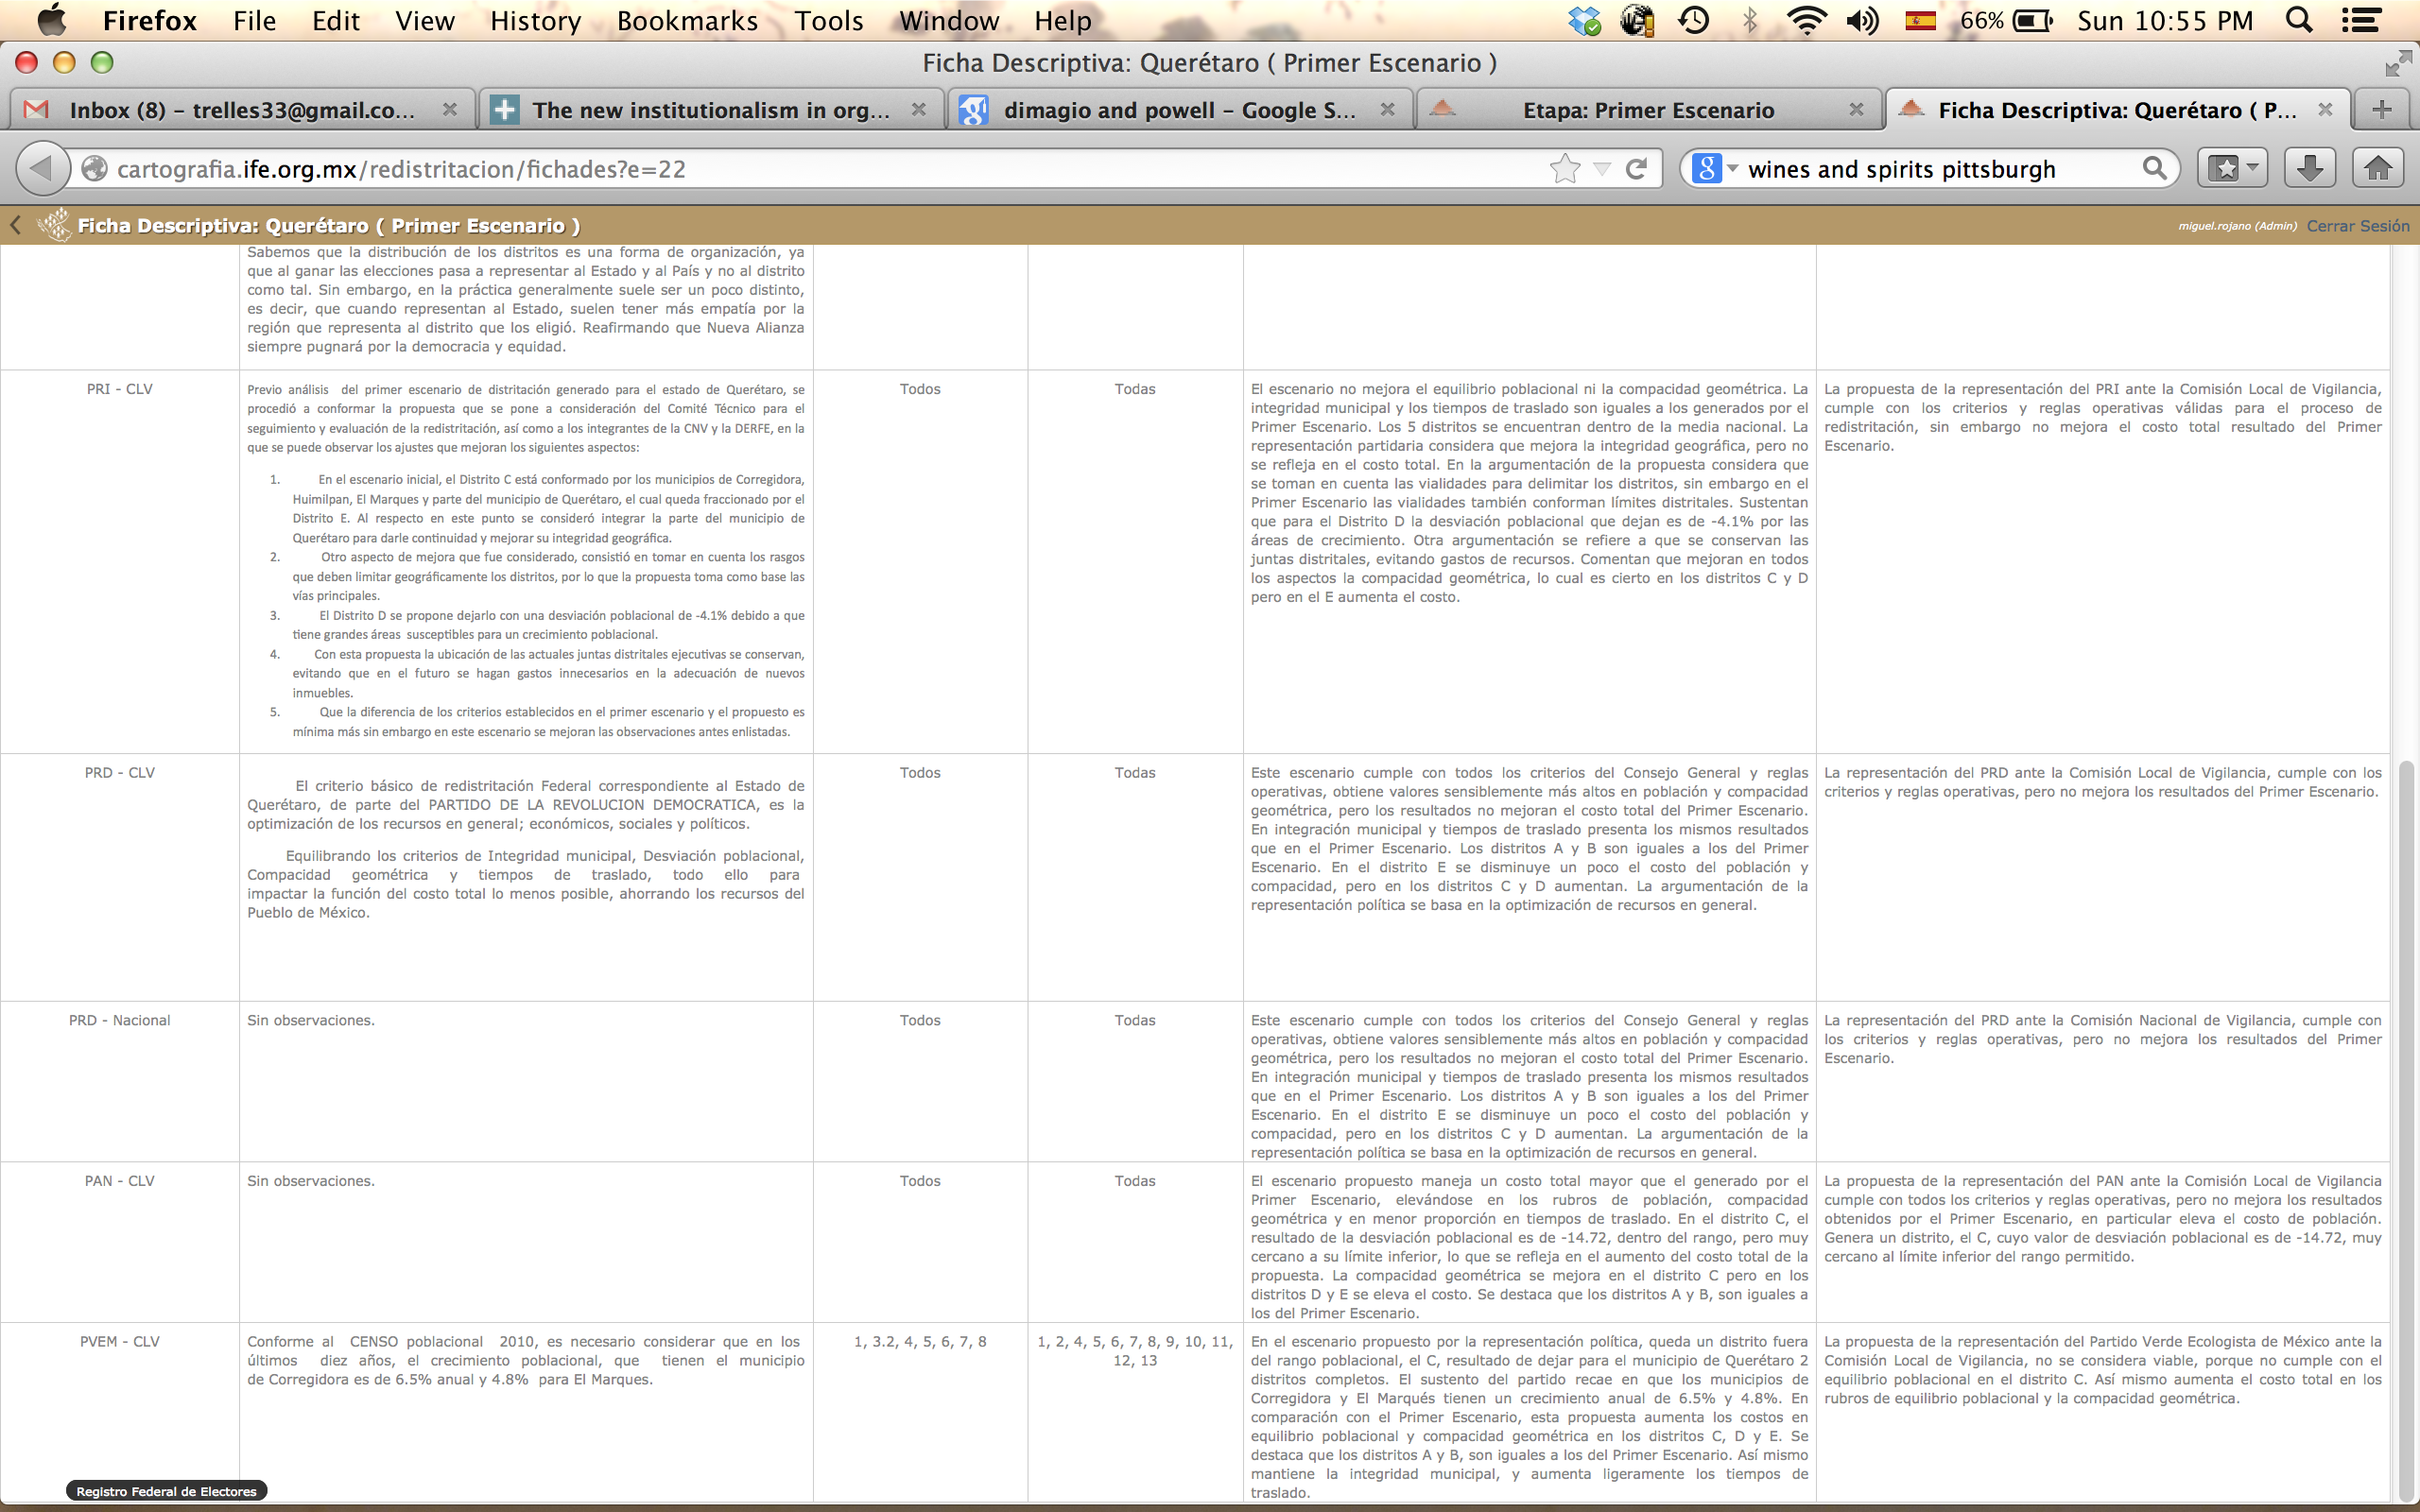 Firefox File Edit View History Bookmarks Tools Window Help 66% Sun 10:55 PM
Ficha Descriptiva: Querétaro ( Primer Escenario )
Inbox (8) – trelles33@gmail.co... The new institutionalism in org... dimagio and powell – Google S... Etapa: Primer Escenario Ficha Descriptiva: Querétaro ( P...
cartografia.ife.org.mx/redistritacion/fichades?e=22 wines and spirits pittsburgh
Ficha Descriptiva: Querétaro ( Primer Escenario ) miguel.rojano (Admin) Cerrar Sesión
Sabemos que la distribución de los distritos es una forma de organización, ya
que al ganar las elecciones pasa a representar al Estado y al País y no al distrito
como tal. Sin embargo, en la práctica generalmente suele ser un poco distinto,
es decir, que cuando representan al Estado, suelen tener más empatía por la
región que representa al distrito que los eligió. Reafirmando que Nueva Alianza
siempre pugnará por la democracia y equidad.
PRI - CLV
Previo análisis del primer escenario de distritación generado para el estado de Querétaro, se
procedió a conformar la propuesta que se pone a consideración del Comité Técnico para el
seguimiento y evaluación de la redistritación, así como a los integrantes de la CNV y la DERFE, en la
que se puede observar los ajustes que mejoran los siguientes aspectos:
1. En el escenario inicial, el Distrito C está conformado por los municipios de Corregidora,
Huimilpan, El Marques y parte del municipio de Querétaro, el cual queda fraccionado por el
Distrito E. Al respecto en este punto se consideró integrar la parte del municipio de
Querétaro para darle continuidad y mejorar su integridad geográfica.
2. Otro aspecto de mejora que fue considerado, consistió en tomar en cuenta los rasgos
que deben limitar geográficamente los distritos, por lo que la propuesta toma como base las
vías principales.
3. El Distrito D se propone dejarlo con una desviación poblacional de -4.1% debido a que
tiene grandes áreas susceptibles para un crecimiento poblacional.
4. Con esta propuesta la ubicación de las actuales juntas distritales ejecutivas se conservan,
evitando que en el futuro se hagan gastos innecesarios en la adecuación de nuevos
inmuebles.
5. Que la diferencia de los criterios establecidos en el primer escenario y el propuesto es
mínima más sin embargo en este escenario se mejoran las observaciones antes enlistadas.
Todos
Todas
El escenario no mejora el equilibrio poblacional ni la compacidad geométrica. La
integridad municipal y los tiempos de traslado son iguales a los generados por el
Primer Escenario. Los 5 distritos se encuentran dentro de la media nacional. La
representación partidaria considera que mejora la integridad geográfica, pero no
se refleja en el costo total. En la argumentación de la propuesta considera que
se toman en cuenta las vialidades para delimitar los distritos, sin embargo en el
Primer Escenario las vialidades también conforman límites distritales. Sustentan
que para el Distrito D la desviación poblacional que dejan es de -4.1% por las
áreas de crecimiento. Otra argumentación se refiere a que se conservan las
juntas distritales, evitando gastos de recursos. Comentan que mejoran en todos
los aspectos la compacidad geométrica, lo cual es cierto en los distritos C y D
pero en el E aumenta el costo.
La propuesta de la representación del PRI ante la Comisión Local de Vigilancia,
cumple con los criterios y reglas operativas válidas para el proceso de
redistritación, sin embargo no mejora el costo total resultado del Primer
Escenario.
PRD - CLV
El criterio básico de redistritación Federal correspondiente al Estado de
Querétaro, de parte del PARTIDO DE LA REVOLUCION DEMOCRATICA, es la
optimización de los recursos en general; económicos, sociales y políticos.
Equilibrando los criterios de Integridad municipal, Desviación poblacional,
Compacidad geométrica y tiempos de traslado, todo ello para
impactar la función del costo total lo menos posible, ahorrando los recursos del
Pueblo de México.
Todos
Todas
Este escenario cumple con todos los criterios del Consejo General y reglas
operativas, obtiene valores sensiblemente más altos en población y compacidad
geométrica, pero los resultados no mejoran el costo total del Primer Escenario.
En integración municipal y tiempos de traslado presenta los mismos resultados
que en el Primer Escenario. Los distritos A y B son iguales a los del Primer
Escenario. En el distrito E se disminuye un poco el costo del población y
compacidad, pero en los distritos C y D aumentan. La argumentación de la
representación política se basa en la optimización de recursos en general.
La representación del PRD ante la Comisión Local de Vigilancia, cumple con los
criterios y reglas operativas, pero no mejora los resultados del Primer Escenario.
PRD - Nacional
Sin observaciones.
Todos
Todas
Este escenario cumple con todos los criterios del Consejo General y reglas
operativas, obtiene valores sensiblemente más altos en población y compacidad
geométrica, pero los resultados no mejoran el costo total del Primer Escenario.
En integración municipal y tiempos de traslado presenta los mismos resultados
que en el Primer Escenario. Los distritos A y B son iguales a los del Primer
Escenario. En el distrito E se disminuye un poco el costo del población y
compacidad, pero en los distritos C y D aumentan. La argumentación de la
representación política se basa en la optimización de recursos en general.
La representación del PRD ante la Comisión Nacional de Vigilancia, cumple con
los criterios y reglas operativas, pero no mejora los resultados del Primer
Escenario.
PAN - CLV
Sin observaciones.
Todos
Todas
El escenario propuesto maneja un costo total mayor que el generado por el
Primer Escenario, elevándose en los rubros de población, compacidad
geométrica y en menor proporción en tiempos de traslado. En el distrito C, el
resultado de la desviación poblacional es de -14.72, dentro del rango, pero muy
cercano a su límite inferior, lo que se refleja en el aumento del costo total de la
propuesta. La compacidad geométrica se mejora en el distrito C pero en los
distritos D y E se eleva el costo. Se destaca que los distritos A y B, son iguales a
los del Primer Escenario.
La propuesta de la representación del PAN ante la Comisión Local de Vigilancia
cumple con todos los criterios y reglas operativas, pero no mejora los resultados
obtenidos por el Primer Escenario, en particular eleva el costo de población.
Genera un distrito, el C, cuyo valor de desviación poblacional es de -14.72, muy
cercano al límite inferior del rango permitido.
PVEM - CLV
Conforme al CENSO poblacional 2010, es necesario considerar que en los
últimos diez años, el crecimiento poblacional, que tienen el municipio
de Corregidora es de 6.5% anual y 4.8% para El Marques.
1, 3.2, 4, 5, 6, 7, 8
1, 2, 4, 5, 6, 7, 8, 9, 10, 11,
12, 13
En el escenario propuesto por la representación política, queda un distrito fuera
del rango poblacional, el C, resultado de dejar para el municipio de Querétaro 2
distritos completos. El sustento del partido recae en que los municipios de
Corregidora y El Marqués tienen un crecimiento anual de 6.5% y 4.8%. En
comparación con el Primer Escenario, esta propuesta aumenta los costos en
equilibrio poblacional y compacidad geométrica en los distritos C, D y E. Se
destaca que los distritos A y B, son iguales a los del Primer Escenario. Así mismo
mantiene la integridad municipal, y aumenta ligeramente los tiempos de
traslado.
La propuesta de la representación del Partido Verde Ecologista de México ante la
Comisión Local de Vigilancia, no se considera viable, porque no cumple con el
equilibrio poblacional en el distrito C. Así mismo aumenta el costo total en los
rubros de equilibrio poblacional y la compacidad geométrica.
Registro Federal de Electores